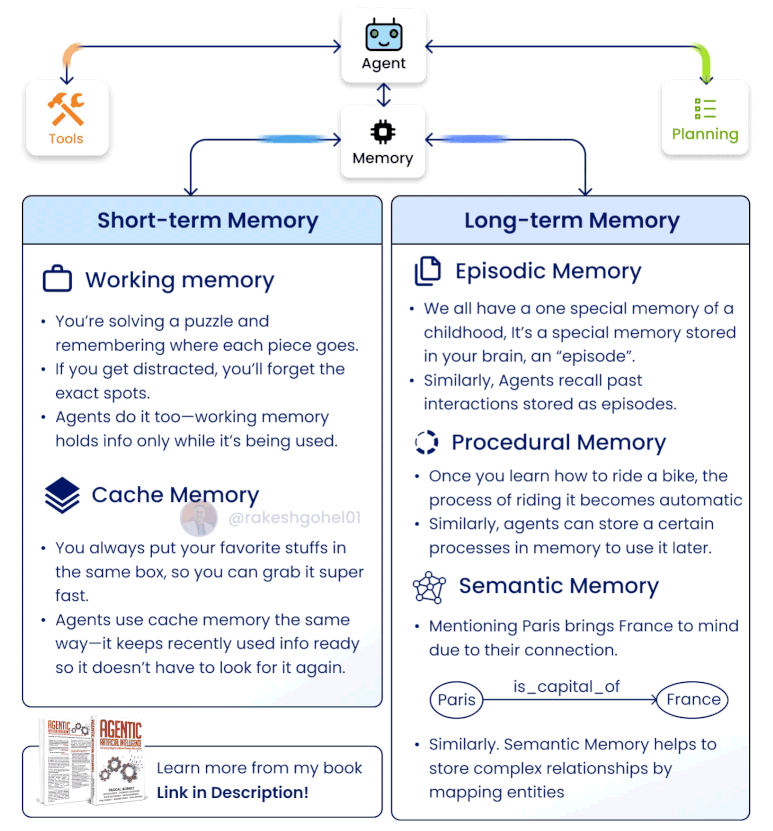 Agent
Tools
Planning
Memory
Short-term Memory
Working memory
• You’re solving a puzzle and
remembering where each piece goes.
• If you get distracted, you’ll forget the
exact spots.
• Agents do it too—working memory
holds info only while it’s being used.
Cache Memory
@rakeshgohel01
• You always put your favorite stuffs in
the same box, so you can grab it super
fast.
• Agents use cache memory the same
way—it keeps recently used info ready
so it doesn’t have to look for it again.
Long-term Memory
Episodic Memory
• We all have a one special memory of a
childhood, It’s a special memory stored
in your brain, an “episode”.
• Similarly, Agents recall past
interactions stored as episodes.
Procedural Memory
• Once you learn how to ride a bike, the
process of riding it becomes automatic
• Similarly, agents can store a certain
processes in memory to use it later.
Semantic Memory
• Mentioning Paris brings France to mind
due to their connection.
is_capital_of
Paris
France
• Similarly. Semantic Memory helps to
store complex relationships by
mapping entities
AGENTIC
AGENTIC
ARTIFICIAL INTELLIGENCE
PASCAL BORNET
Learn more from my book
Link in Description!